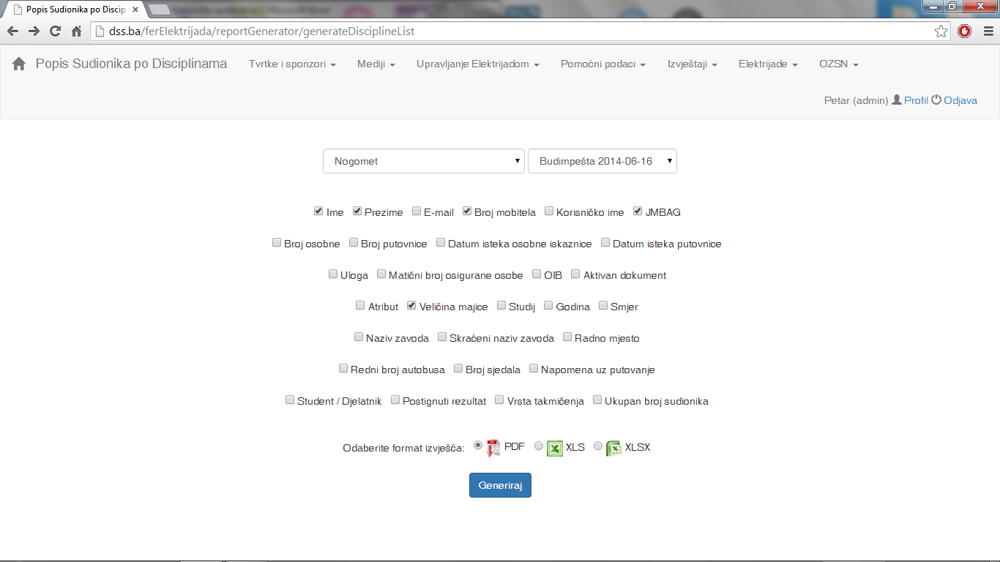 Popis Sudionika po Discip
dss.ba/ferElektrijada/reportGenerator/generateDisciplineList
Popis Sudionika po Disciplinama Tvrtke i sponzori Mediji Upravljanje Elektrijadom Pomoćni podaci Izvještaji Elektrijade OZSN
Petar (admin) Profil Odjava
Nogomet Budimpešta 2014-06-16
Ime Prezime E-mail Broj mobitela Korisničko ime JMBAG
Broj osobne Broj putovnice Datum isteka osobne iskaznice Datum isteka putovnice
Uloga Matični broj osigurane osobe OIB Aktivan dokument
Atribut Veličina majice Studij Godina Smjer
Naziv zavoda Skraćeni naziv zavoda Radno mjesto
Redni broj autobusa Broj sjedala Napomena uz putovanje
Student / Djelatnik Postignuti rezultat Vrsta takmičenja Ukupan broj sudionika
Odaberite format izvješća: PDF XLS XLSX
Generiraj